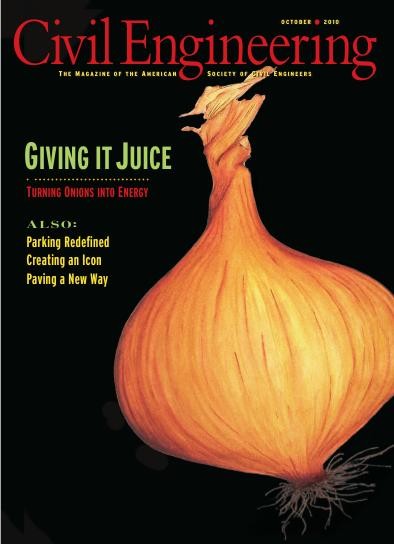 OCTOBER • 2010
Civil Engineering
THE MAGAZINE OF THE AMERICAN SOCIETY OF CIVIL ENGINEERS
GIVING IT JUICE
TURNING ONIONS INTO ENERGY
ALSO:
Parking Redefined
Creating an Icon
Paving a New Way